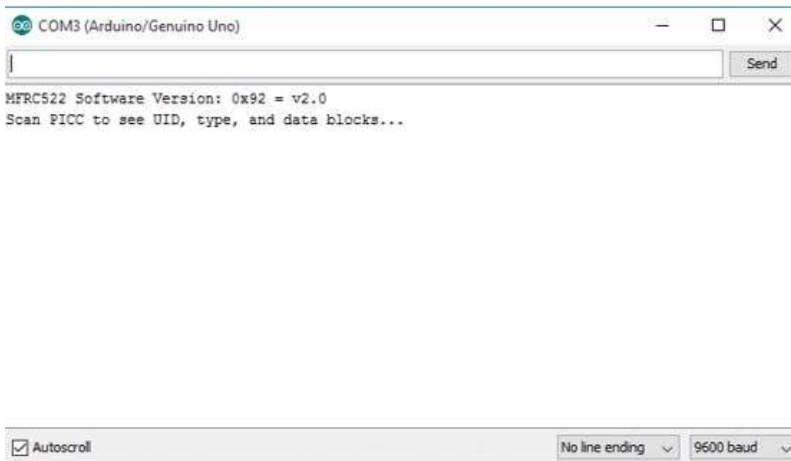 COM3 (Arduino/Genuino Uno)
Send
MFRC522 Software Version: 0x92 = v2.0
Scan PICC to see UID, type, and data blocks...
Autoscroll
No line ending
9600 baud